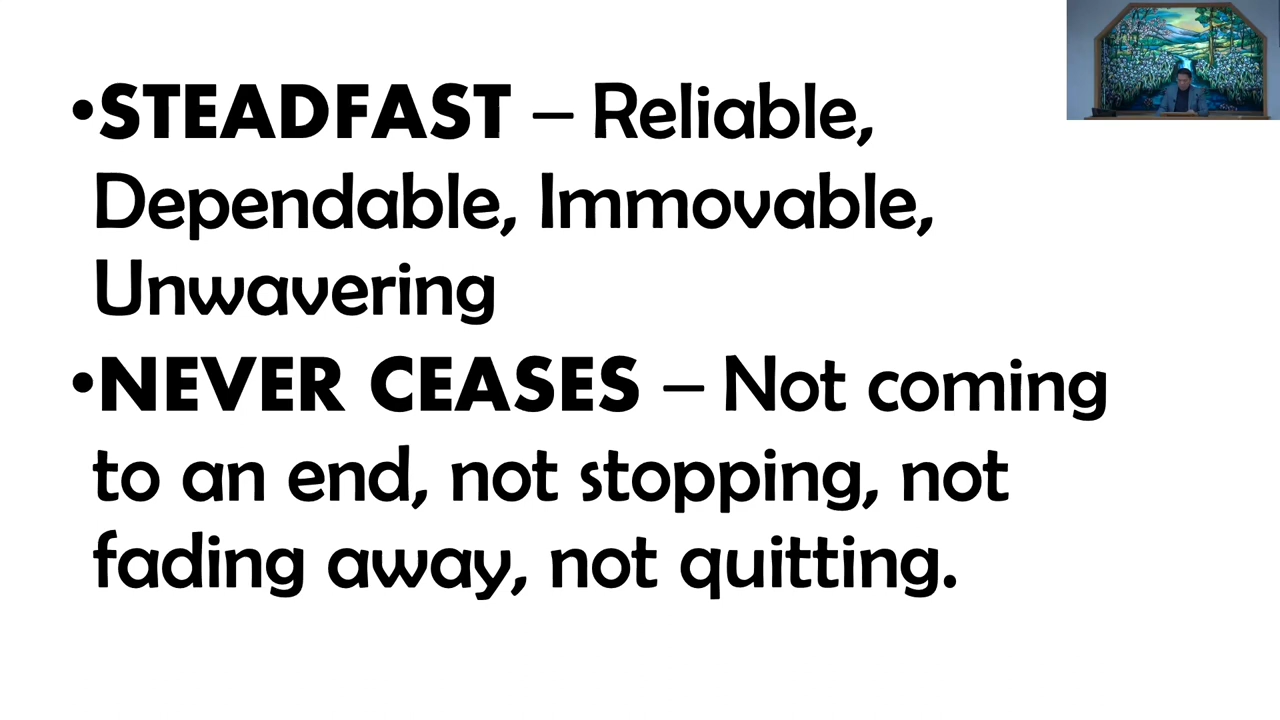 •STEADFAST – Reliable,
Dependable, Immovable,
Unwavering
•NEVER CEASES – Not coming
to an end, not stopping, not
fading away, not quitting.